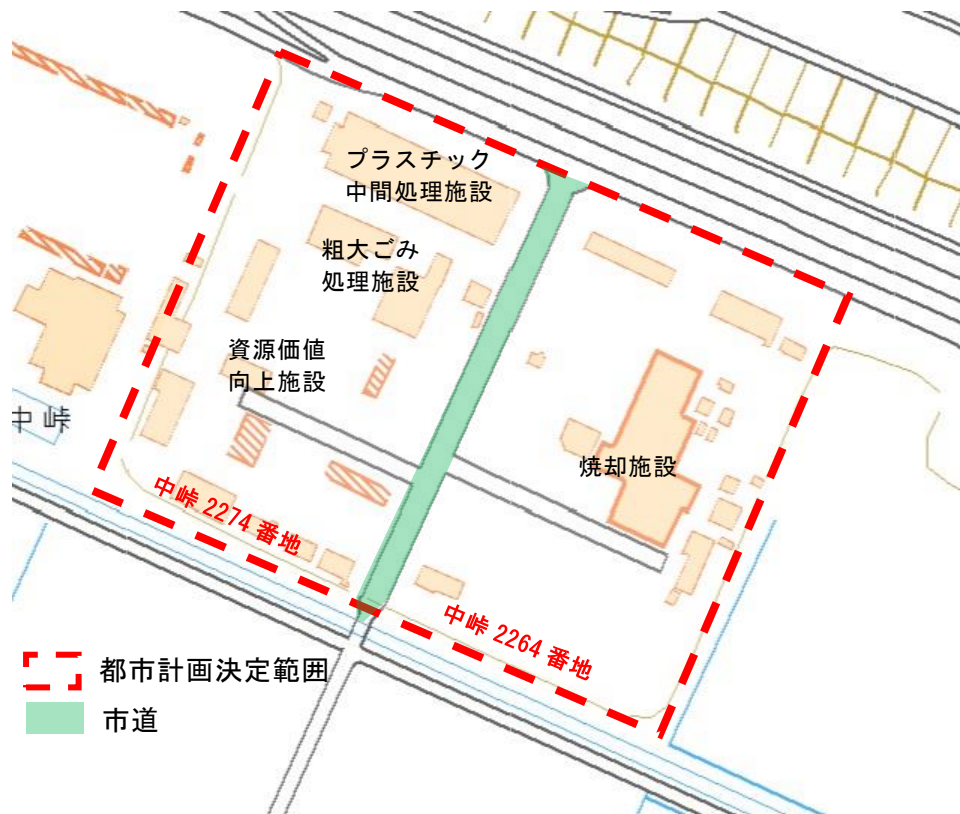 プラスチック
中間処理施設
粗大ごみ
処理施設
資源価値
向上施設
中峠
焼却施設
中峠 2274 番地
中峠 2264 番地
都市計画決定範囲
市道